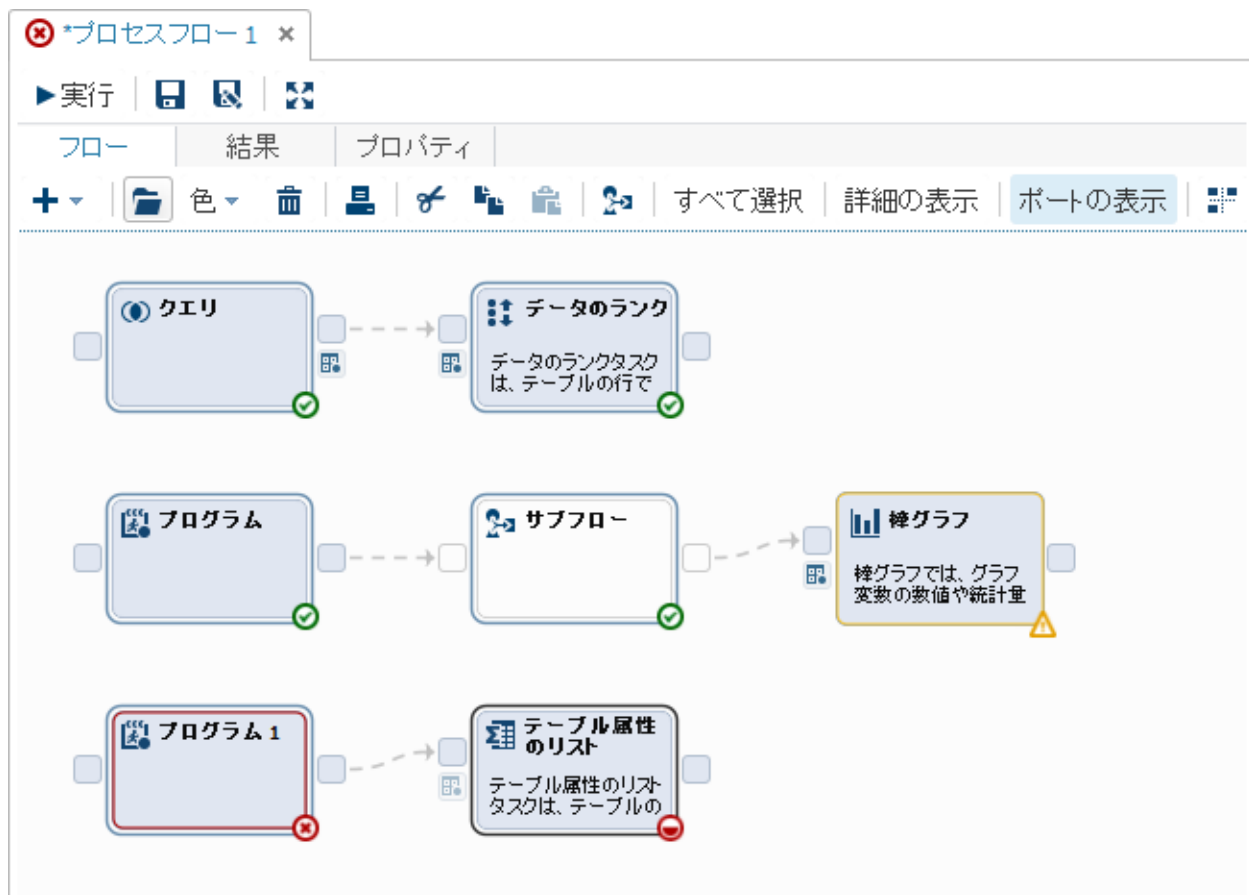 *プロセスフロー 1
実行
フロー 結果 プロパティ
色 すべて選択 詳細の表示 ポートの表示
クエリ
データのランク
データのランクタスク
は、テーブルの行で
プログラム
サブフロー
棒グラフ
棒グラフでは、グラフ
変数の数値や統計量
プログラム 1
テーブル属性
のリスト
テーブル属性のリスト
タスクは、テーブルの